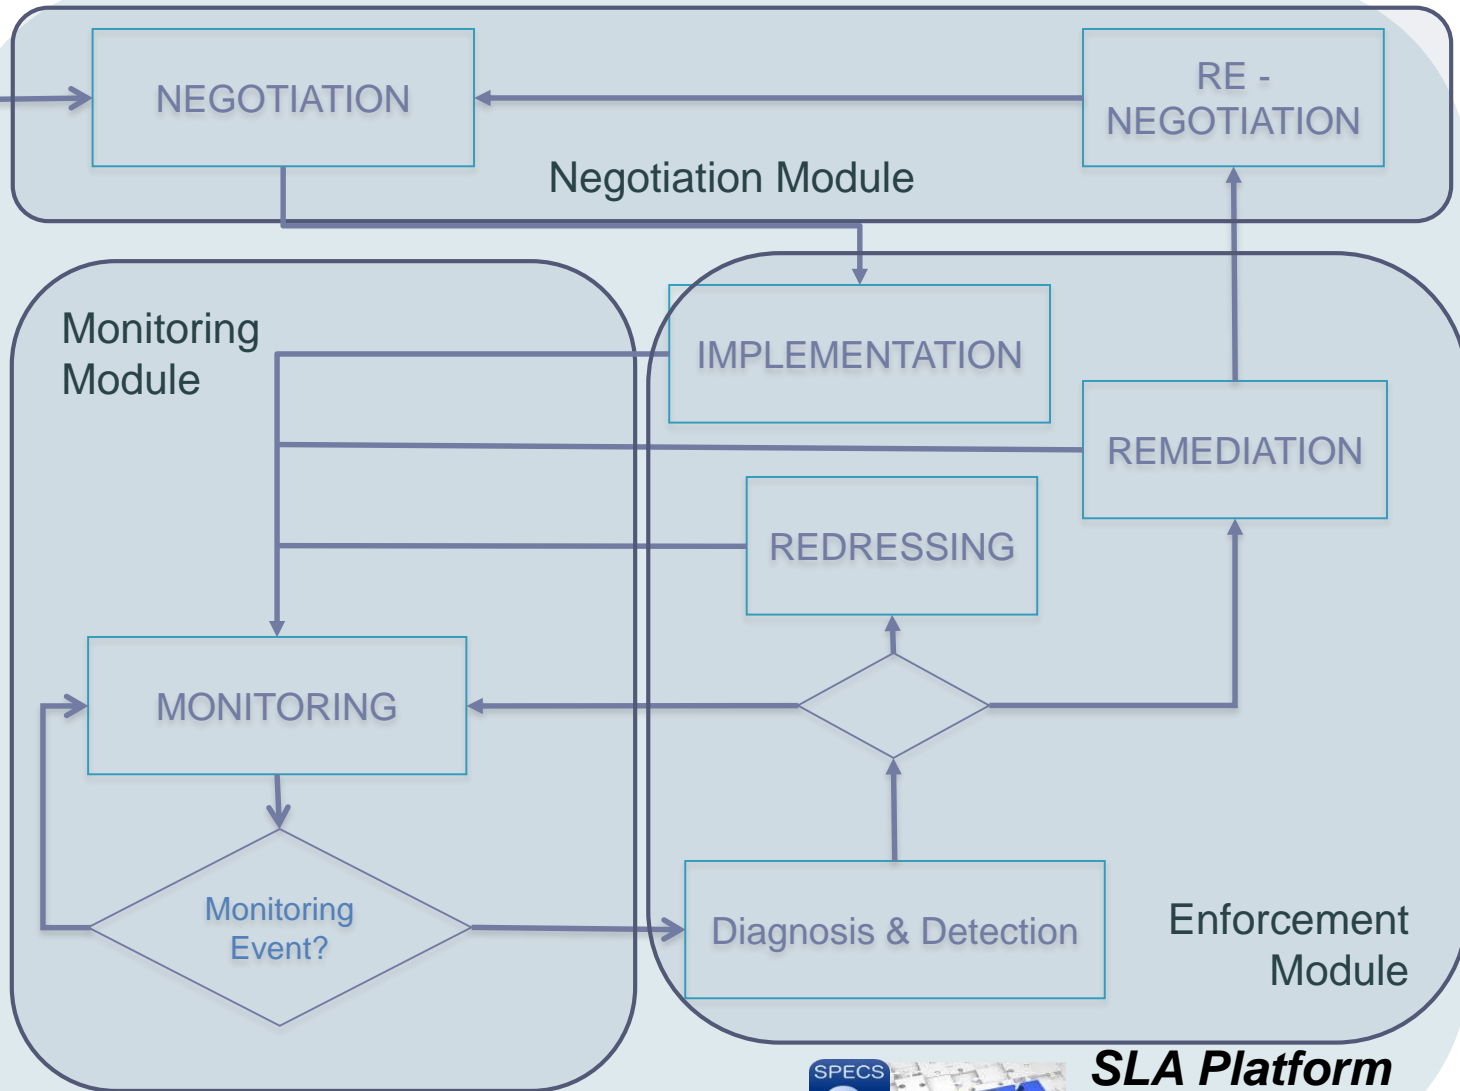 NEGOTIATION
RE -
NEGOTIATION
Negotiation Module
Monitoring
Module
IMPLEMENTATION
REMEDIATION
REDRESSING
MONITORING
Monitoring
Event?
Diagnosis & Detection
Enforcement
Module
SPECS
SLA Platform